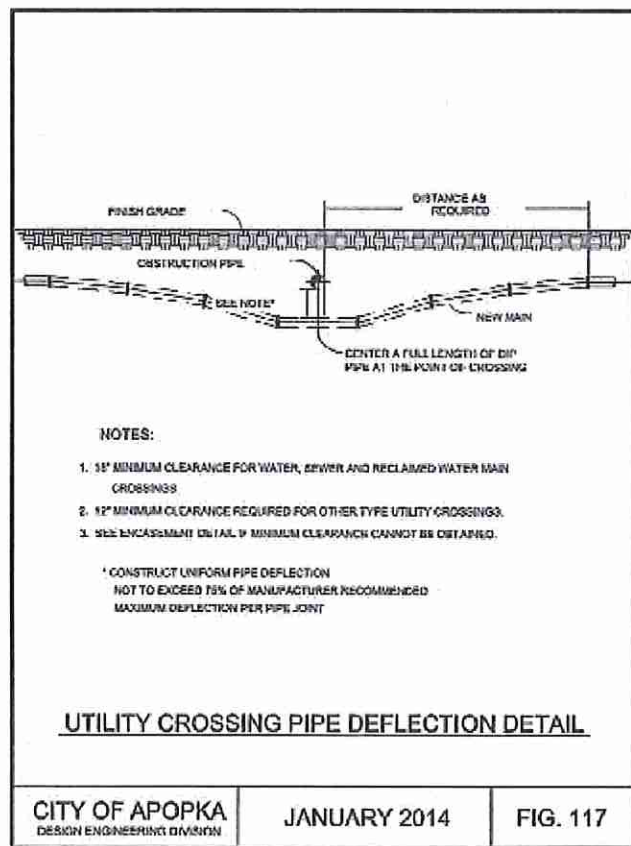 DISTANCE AS
REQUIRED
FINISH GRADE
OBSTRUCTION PIPE
SEE NOTE*
NEW MAIN
CENTER A FULL LENGTH OF DIP
PIPE AT THE POINT OF CROSSING
NOTES:
1. 18" MINIMUM CLEARANCE FOR WATER, SEWER AND RECLAIMED WATER MAIN
CROSSINGS
2. 12" MINIMUM CLEARANCE REQUIRED FOR OTHER TYPE UTILITY CROSSINGS.
3. SEE ENCASEMENT DETAIL IF MINIMUM CLEARANCE CANNOT BE OBTAINED.
* CONSTRUCT UNIFORM PIPE DEFLECTION
NOT TO EXCEED 75% OF MANUFACTURER RECOMMENDED
MAXIMUM DEFLECTION PER PIPE JOINT
UTILITY CROSSING PIPE DEFLECTION DETAIL
CITY OF APOPKA
DESIGN ENGINEERING DIVISION
JANUARY 2014
FIG. 117